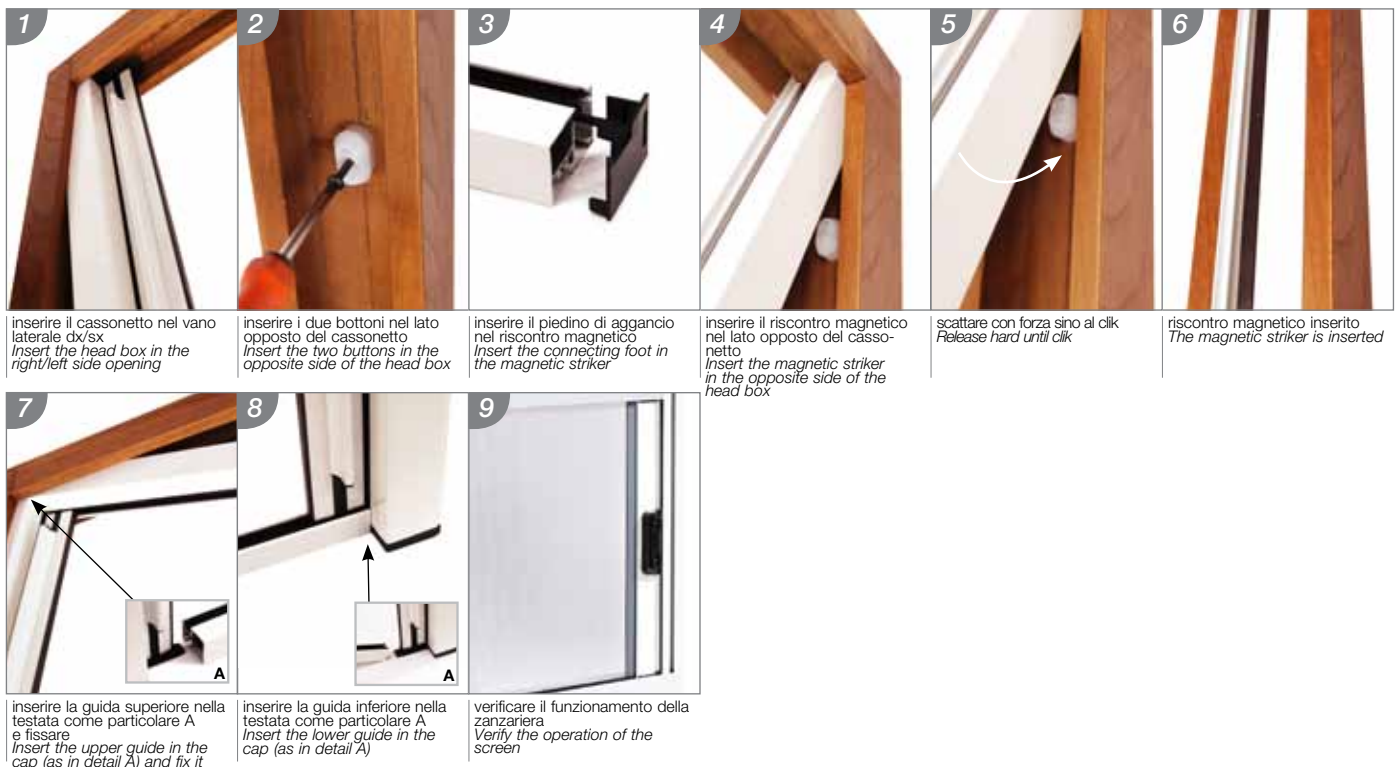 1
inserire il cassonetto nel vano
laterale dx/sx
Insert the head box in the
right/left side opening
2
inserire i due bottoni nel lato
opposto del cassonetto
Insert the two buttons in the
opposite side of the head box
3
inserire il piedino di aggancio
nel riscontro magnetico
Insert the connecting foot in
the magnetic striker
4
inserire il riscontro magnetico
nel lato opposto del casso-
netto
Insert the magnetic striker
in the opposite side of the
head box
5
scattare con forza sino al clik
Release hard until clik
6
riscontro magnetico inserito
The magnetic striker is inserted
7
A
inserire la guida superiore nella
testata come particolare A
e fissare
Insert the upper guide in the
cap (as in detail A) and fix it
8
A
inserire la guida inferiore nella
testata come particolare A
Insert the lower guide in the
cap (as in detail A)
9
verificare il funzionamento della
zanzariera
Verify the operation of the
screen